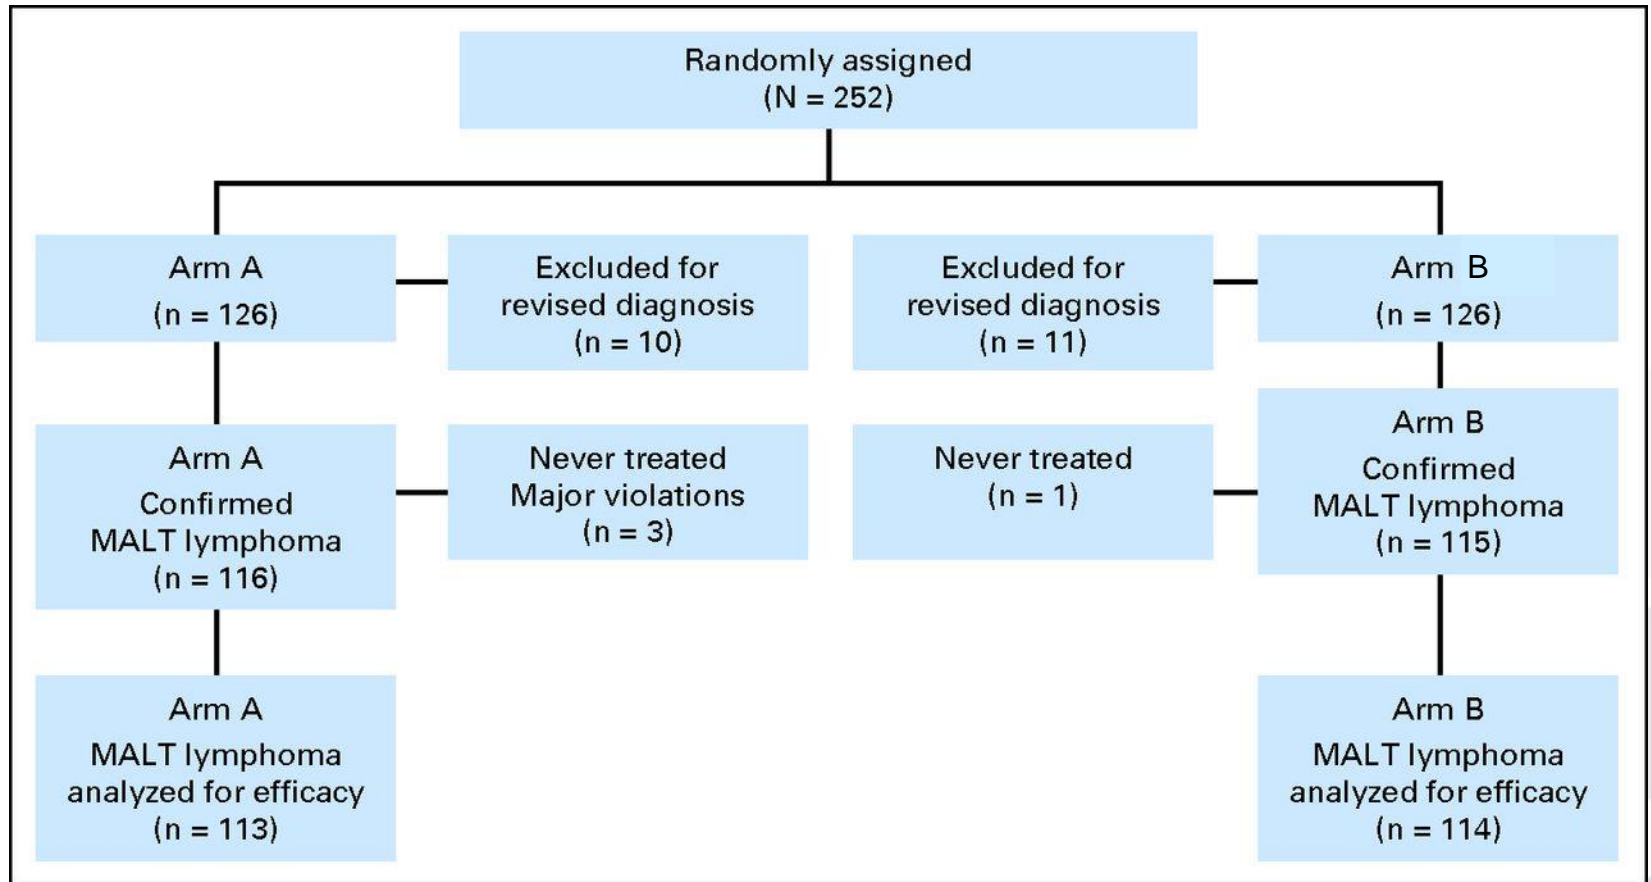 Randomly assigned
(N = 252)
Arm A
(n = 126)
Excluded for
revised diagnosis
(n = 10)
Excluded for
revised diagnosis
(n = 11)
Arm B
(n = 126)
Arm A
Confirmed
MALT lymphoma
(n = 116)
Never treated
Major violations
(n = 3)
Never treated
(n = 1)
Arm B
Confirmed
MALT lymphoma
(n = 115)
Arm A
MALT lymphoma
analyzed for efficacy
(n = 113)
Arm B
MALT lymphoma
analyzed for efficacy
(n = 114)